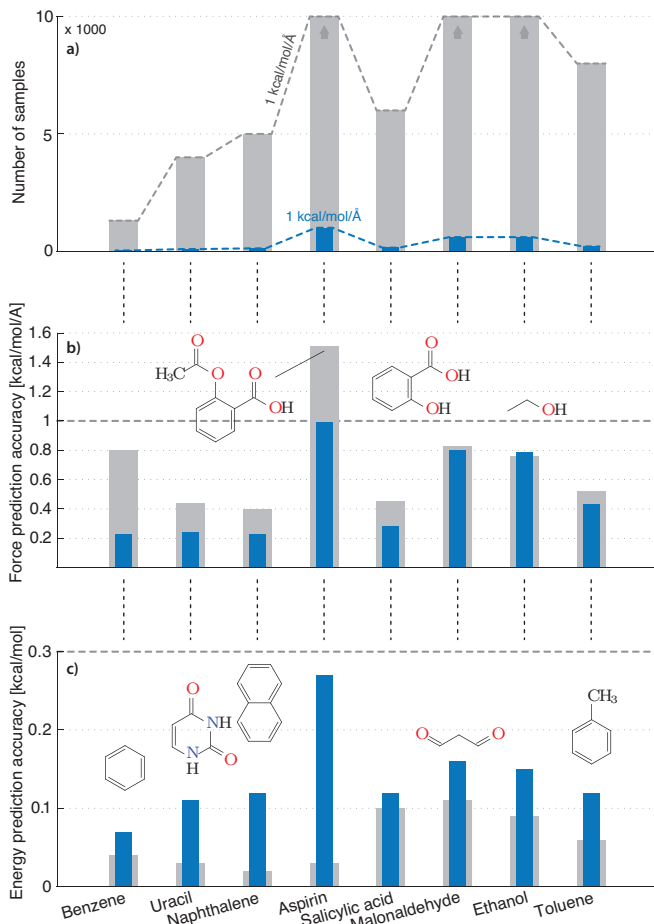 10
x 1000
a)
1 kcal/mol/Å
Number of samples
5
1 kcal/mol/Å
0
1.6
b)
O
1.4
H₃C
O
O
OH
O
OH
OH
OH
1.2
1
0.8
0.6
0.4
0.2
Force prediction accuracy [kcal/mol/A]
0.3
c)
O
NH
N
H
O
O
O
CH₃
0.2
0.1
0
Energy prediction accuracy [kcal/mol]
Benzene
Uracil
Naphthalene
Aspirin
Salicylic acid
Malonaldehyde
Ethanol
Toluene